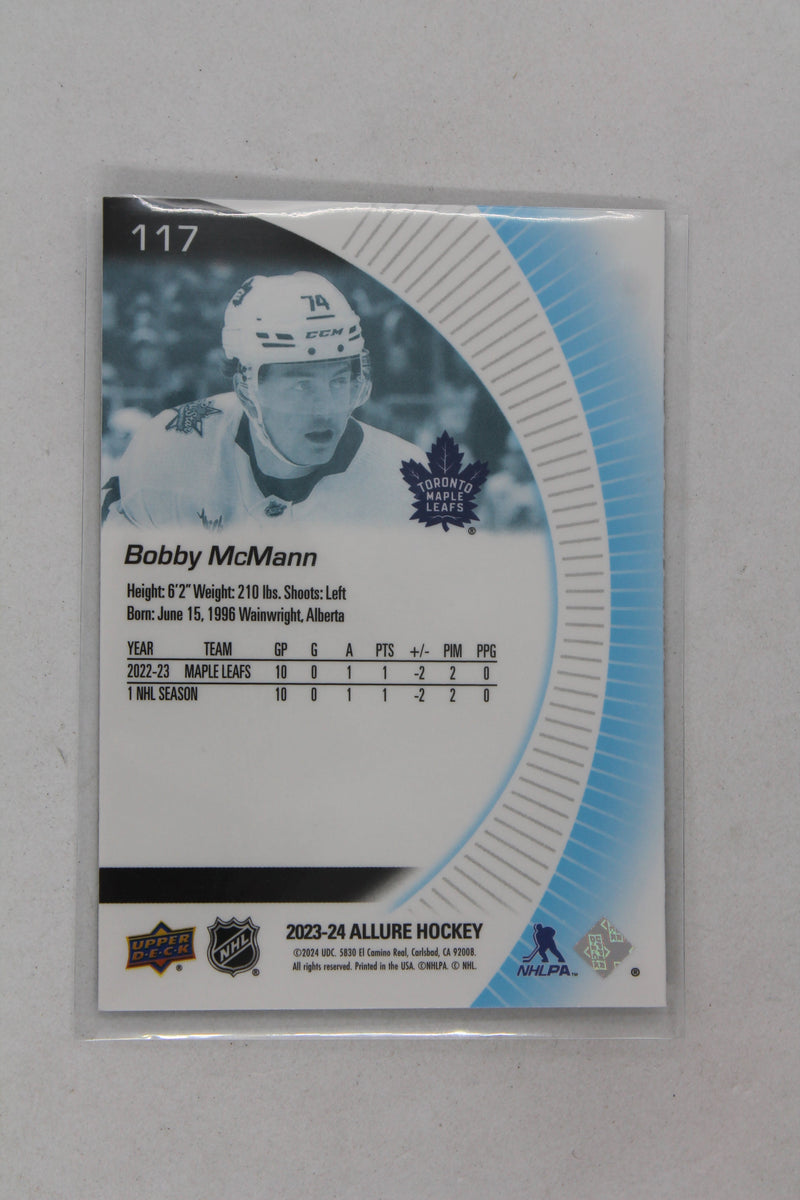 117
74
CCM
TORONTO
MAPLE
LEAFS
®
Bobby McMann
Height: 6'2" Weight: 210 lbs. Shoots: Left
Born: June 15, 1996 Wainwright, Alberta
YEAR TEAM GP G A PTS +/- PIM PPG
2022-23 MAPLE LEAFS 10 0 1 1 -2 2 0
1 NHL SEASON 10 0 1 1 -2 2 0
UPPER
D·E·C·K
®
NHL
®
2023-24 ALLURE HOCKEY
©2024 UDC. 5830 El Camino Real, Carlsbad, CA 92008.
All rights reserved. Printed in the USA. ©NHLPA. © NHL.
NHLPA™
®